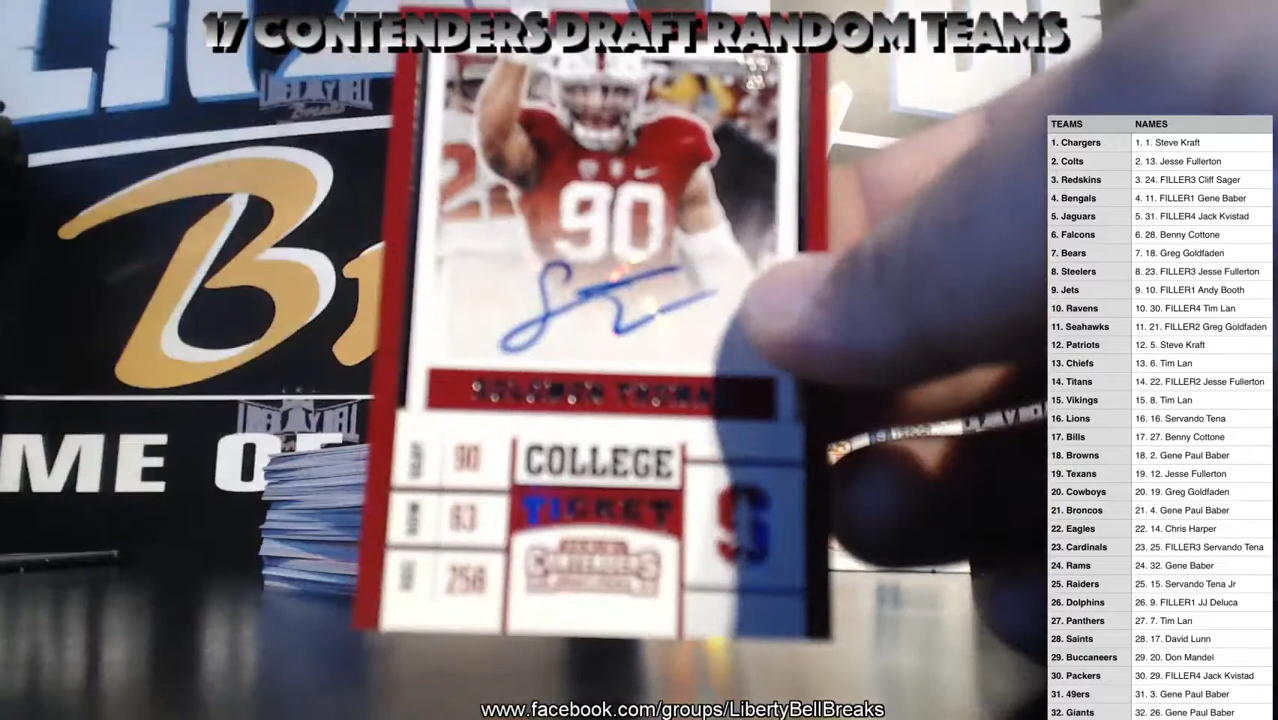 17 CONTENDERS DRAFT RANDOM TEAMS
90
SOLOMON THOMAS
90
COLLEGE
63
TICKET
S
CONTENDERS
258
ME OF
TEAMS NAMES
1. Chargers 1. 1. Steve Kraft
2. Colts 2. 13. Jesse Fullerton
3. Redskins 3. 24. FILLER3 Cliff Sager
4. Bengals 4. 11. FILLER1 Gene Baber
5. Jaguars 5. 31. FILLER4 Jack Kvistad
6. Falcons 6. 28. Benny Cottone
7. Bears 7. 18. Greg Goldfaden
8. Steelers 8. 23. FILLER3 Jesse Fullerton
9. Jets 9. 10. FILLER1 Andy Booth
10. Ravens 10. 30. FILLER4 Tim Lan
11. Seahawks 11. 21. FILLER2 Greg Goldfaden
12. Patriots 12. 5. Steve Kraft
13. Chiefs 13. 6. Tim Lan
14. Titans 14. 22. FILLER2 Jesse Fullerton
15. Vikings 15. 8. Tim Lan
16. Lions 16. 16. Servando Tena
17. Bills 17. 27. Benny Cottone
18. Browns 18. 2. Gene Paul Baber
19. Texans 19. 12. Jesse Fullerton
20. Cowboys 20. 19. Greg Goldfaden
21. Broncos 21. 4. Gene Paul Baber
22. Eagles 22. 14. Chris Harper
23. Cardinals 23. 25. FILLER3 Servando Tena
24. Rams 24. 32. Gene Baber
25. Raiders 25. 15. Servando Tena Jr
26. Dolphins 26. 9. FILLER1 JJ Deluca
27. Panthers 27. 7. Tim Lan
28. Saints 28. 17. David Lunn
29. Buccaneers 29. 20. Don Mandel
30. Packers 30. 29. FILLER4 Jack Kvistad
31. 49ers 31. 3. Gene Paul Baber
32. Giants 32. 26. Gene Paul Baber
www.facebook.com/groups/LibertyBellBreaks